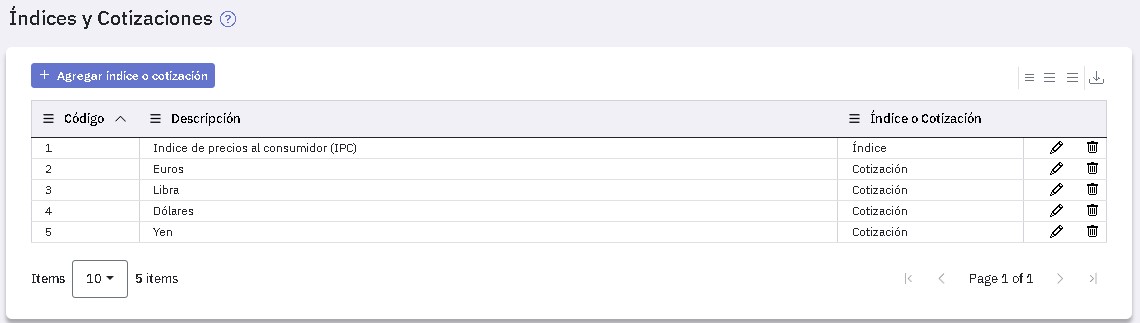 Índices y Cotizaciones ?
+ Agregar índice o cotización
Código Descripción Índice o Cotización
1 Indice de precios al consumidor (IPC) Índice
2 Euros Cotización
3 Libra Cotización
4 Dólares Cotización
5 Yen Cotización
Items 10 5 items Page 1 of 1